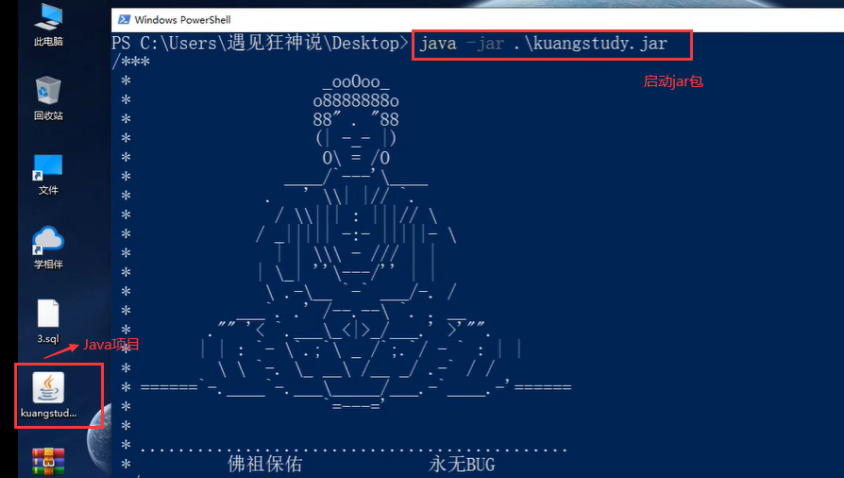 此电脑
回收站
文件
学相伴
3.sql
Java项目
kuangstud...
Windows PowerShell
PS C:\Users\遇见狂神说\Desktop> java -jar .\kuangstudy.jar
启动jar包
/***
 *                   _ooOoo_
 *                  o8888888o
 *                  88" . "88
 *                  (| -_- |)
 *                   O\ = /O
 *               ____/`---'\____
 *             .   ' \\| |// `.
 *              / \\||| : |||// \
 *            / _||||| -:- |||||- \
 *              | | \\\ - /// | |
 *            | \_| ''\---/'' | |
 *             \ .-\__ `-` ___/-. /
 *          ___`. .' /--.--\ `. . __
 *       ."" '< `.___\_<|>_/___.' >'"".
 *      | | : `- \`.;`\ _ /`;.`/ - ` : | |
 *        \ \ `-. \_ __\ /__ _/ .-` / /
 * ======`-.____`-.___\_____/___.-`____.-'======
 *                   `=---='
 *
 * .............................................
 *          佛祖保佑             永无BUG